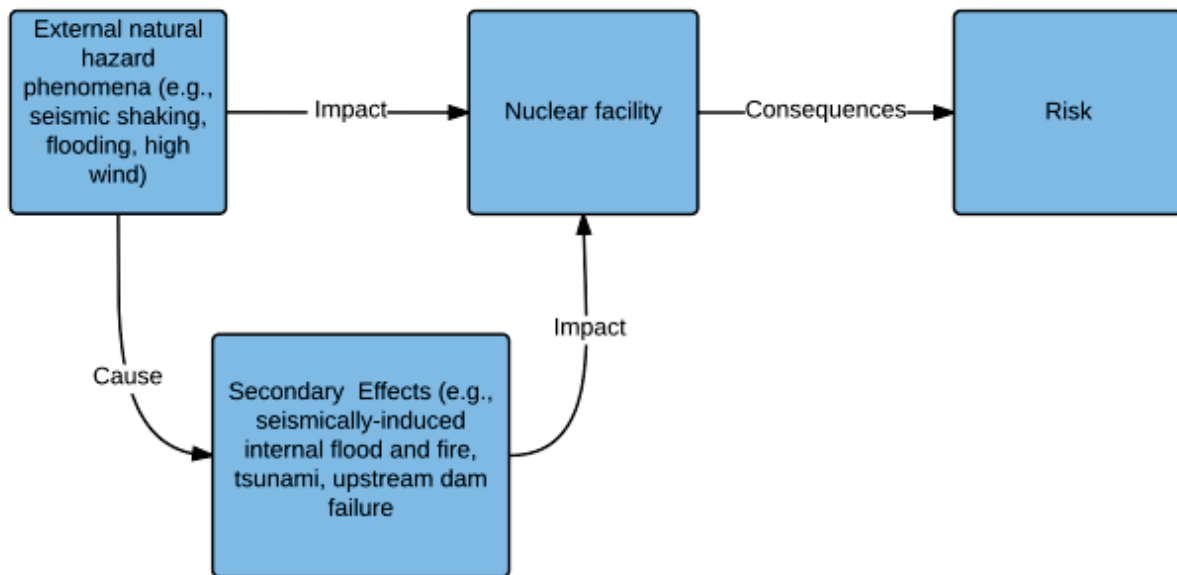 External natural
hazard
phenomena (e.g.,
seismic shaking,
flooding, high
wind)
Impact
Nuclear facility
Consequences
Risk
Cause
Secondary  Effects (e.g.,
seismically-induced
internal flood and fire,
tsunami, upstream dam
failure
Impact